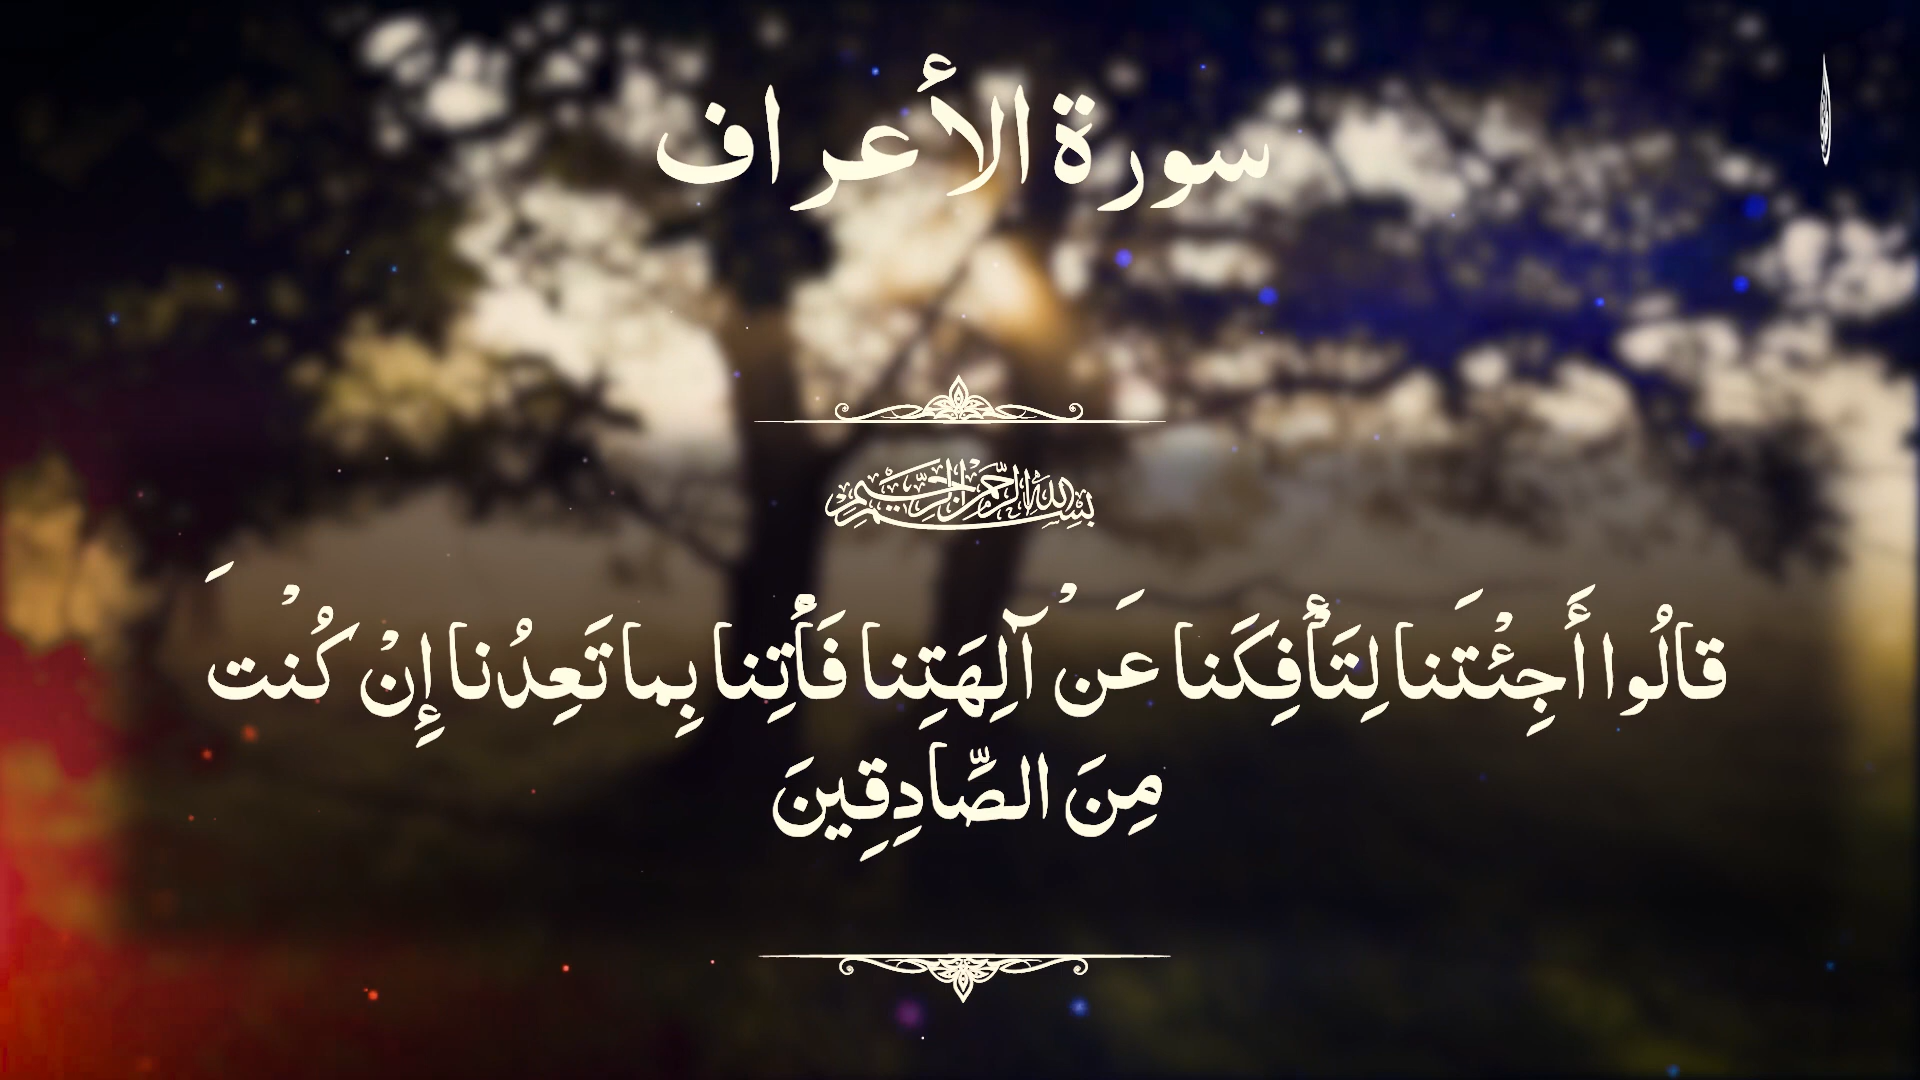 سورة الأعراف
بسم الله الرحمن الرحيم
قالُوا أَجِئْتَنا لِتَأْفِكَنا عَنْ آلِهَتِنا فَأْتِنا بِما تَعِدُنا إِنْ كُنْتَ
مِنَ الصَّادِقِينَ